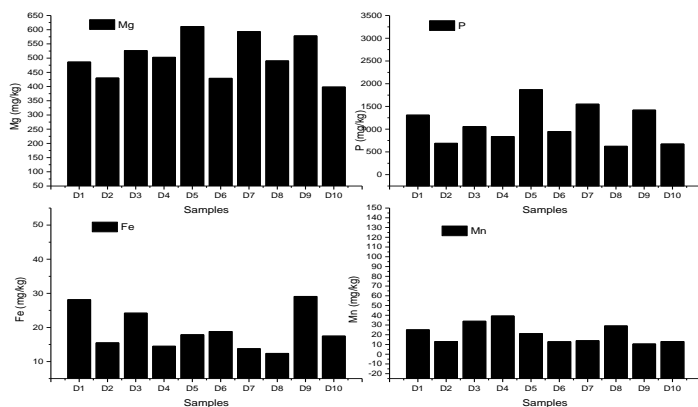 Mg
Mg (mg/kg)
650
600
550
500
450
400
350
300
250
200
150
100
50
D1 D2 D3 D4 D5 D6 D7 D8 D9 D10
Samples
P
P (mg/kg)
3500
3000
2500
2000
1500
1000
500
0
D1 D2 D3 D4 D5 D6 D7 D8 D9 D10
Samples
Fe
Fe (mg/kg)
50
40
30
20
10
D1 D2 D3 D4 D5 D6 D7 D8 D9 D10
Samples
Mn
Mn (mg/kg)
150
140
130
120
110
100
90
80
70
60
50
40
30
20
10
0
-10
-20
D1 D2 D3 D4 D5 D6 D7 D8 D9 D10
Samples